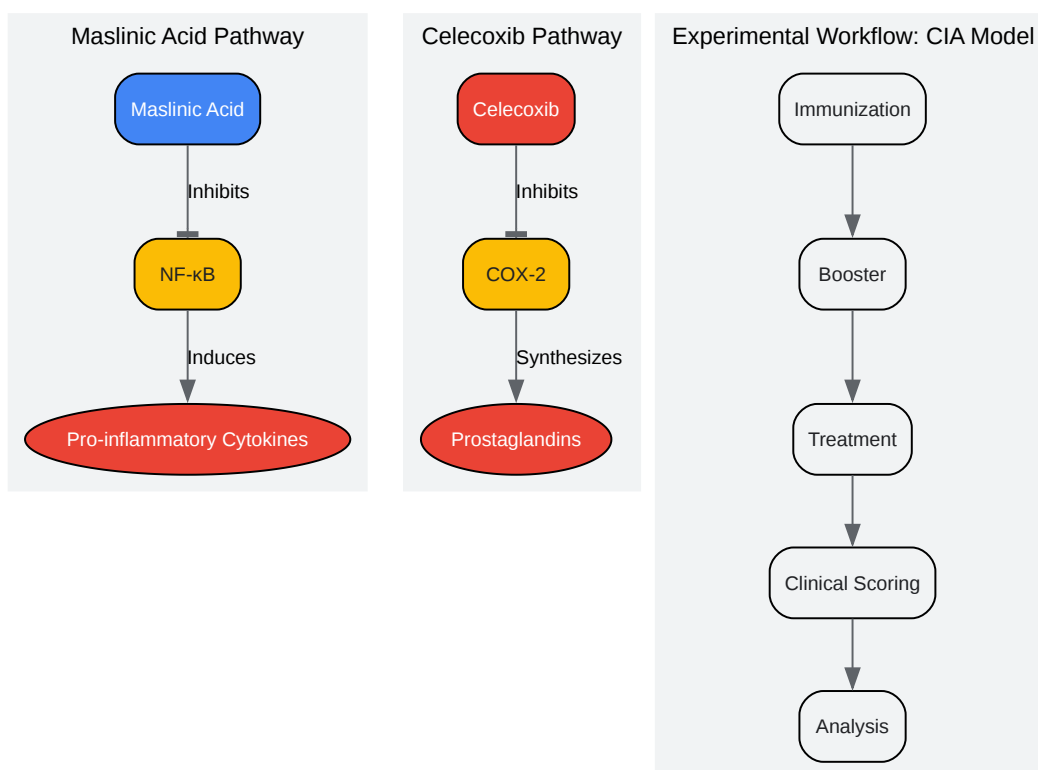 Maslinic Acid Pathway
Maslinic Acid
Inhibits
NF-κB
Induces
Pro-inflammatory Cytokines
Celecoxib Pathway
Celecoxib
Inhibits
COX-2
Synthesizes
Prostaglandins
Experimental Workflow: CIA Model
Immunization
Booster
Treatment
Clinical Scoring
Analysis